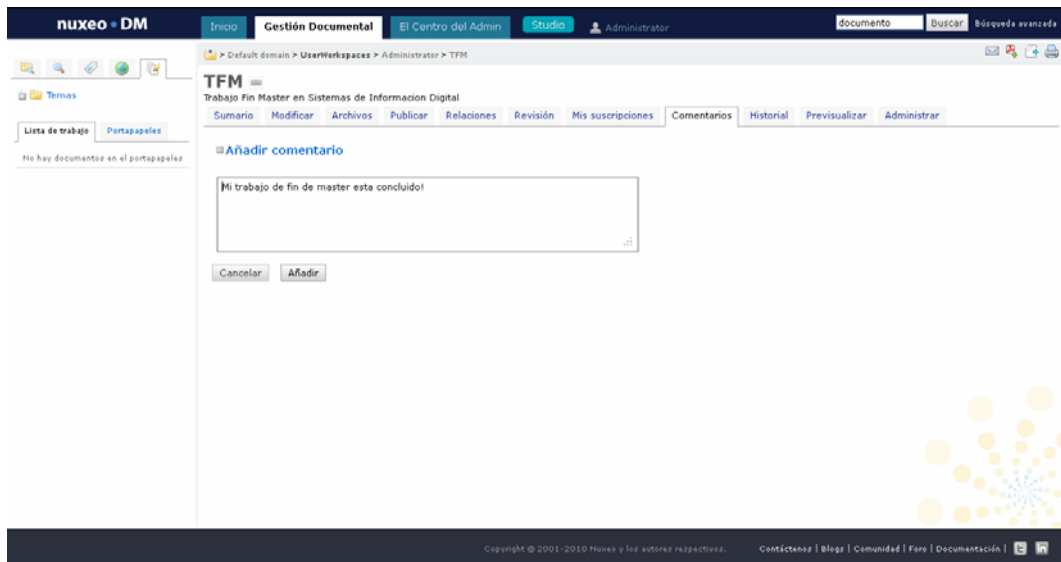 nuxeo DM
Inicio Gestión Documental El Centro del Admin Studio Administrator documento Buscar Búsqueda avanzada
> Default domain > UserWorkspaces > Administrator > TFM
Temas
TFM
Trabajo Fin Master en Sistemas de Informacion Digital
Sumario Modificar Archivos Publicar Relaciones Revisión Mis suscripciones Comentarios Historial Previsualizar Administrar
Lista de trabajo Portapapeles
No hay documentos en el portapapeles
Añadir comentario
Mi trabajo de fin de master esta concluido!
Cancelar Añadir
Copyright © 2001-2010 Nuxeo y los autores respectivos. Contáctenos | Blogs | Comunidad | Foro | Documentación |